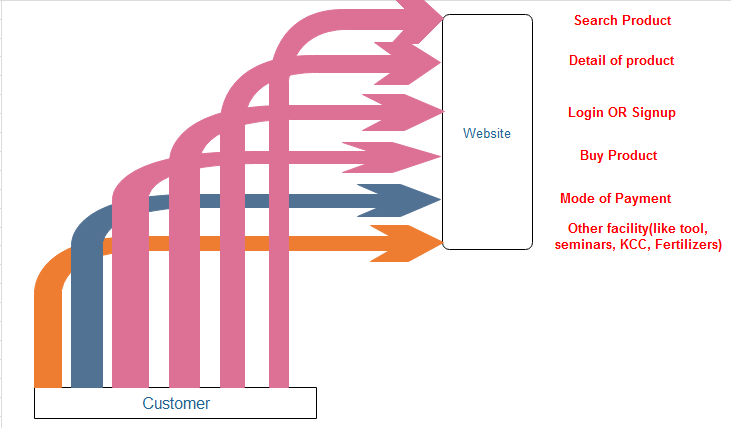 Search Product
Detail of product
Login OR Signup
Website
Buy Product
Mode of Payment
Other facility(like tool,
seminars, KCC, Fertilizers)
Customer